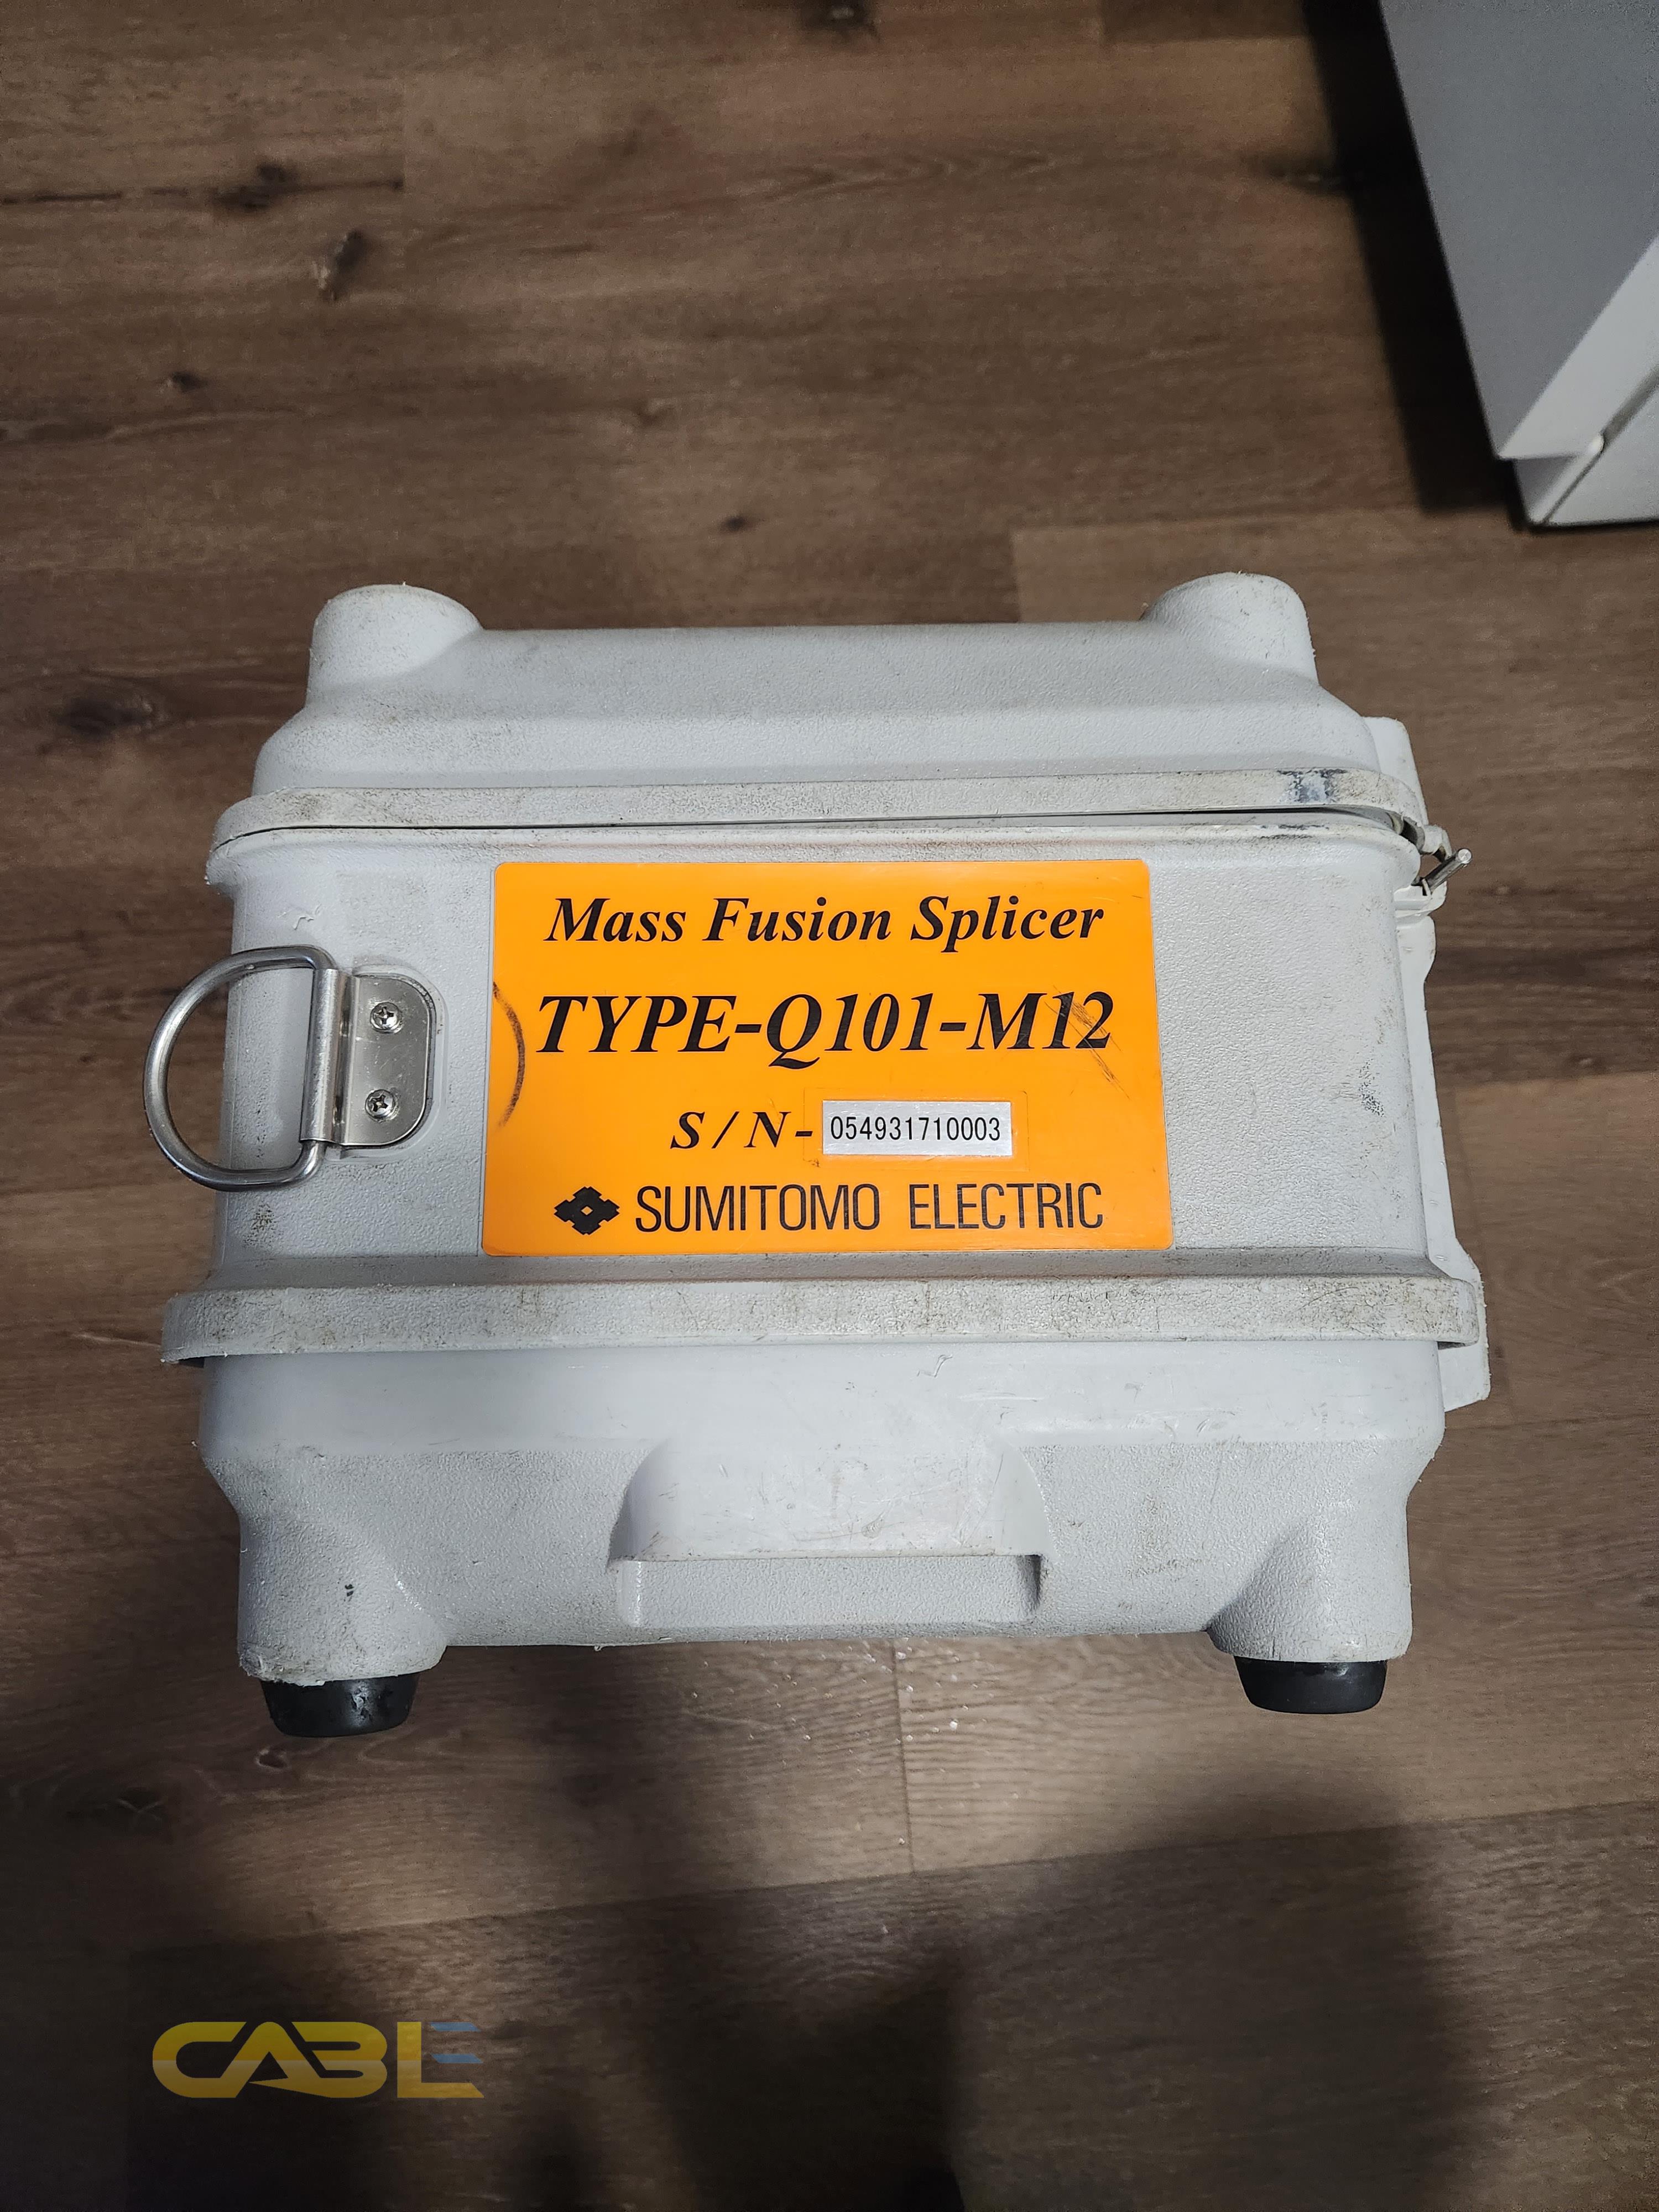 Mass Fusion Splicer
TYPE-Q101-M12
S/N- 054931710003
SUMITOMO ELECTRIC
CABLE